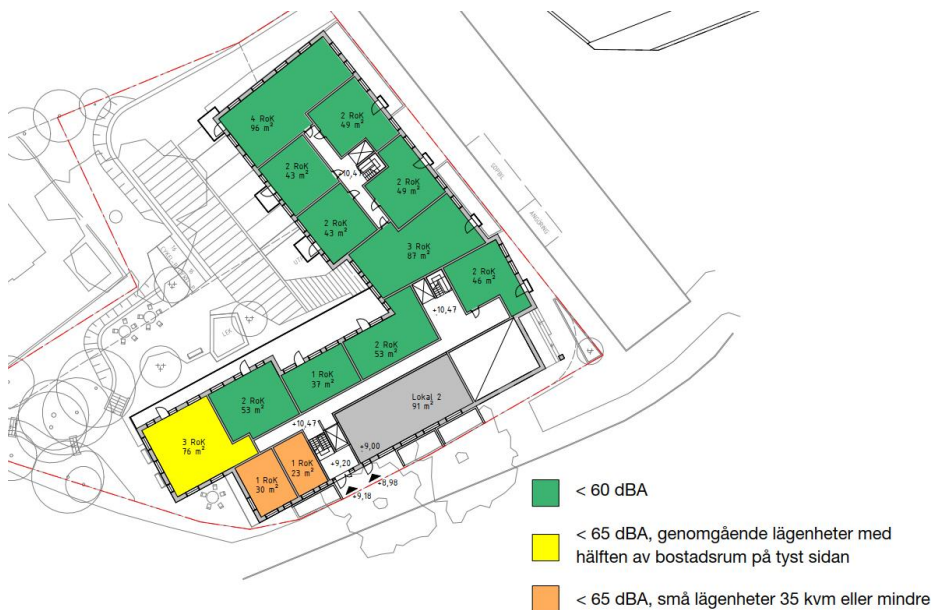 4 RoK
96 m²
2 RoK
49 m²
+10,47
2 RoK
43 m²
2 RoK
49 m²
2 RoK
43 m²
3 RoK
87 m²
2 RoK
46 m²
+10,47
2 RoK
53 m²
1 RoK
37 m²
2 RoK
53 m²
Lokal 2
91 m²
LEK
ANGÖRING
3 RoK
76 m²
+10,47
+9,00
+9,20
1 RoK
23 m²
1 RoK
30 m²
+8,98
+9,18
< 60 dBA
< 65 dBA, genomgående lägenheter med
hälften av bostadsrum på tyst sidan
< 65 dBA, små lägenheter 35 kvm eller mindre